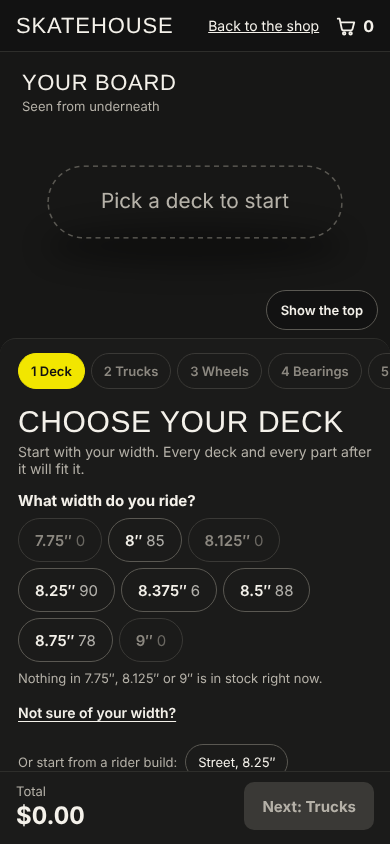 SKATEHOUSE Back to the shop 0
YOUR BOARD
Seen from underneath
Pick a deck to start
Show the top
1 Deck 2 Trucks 3 Wheels 4 Bearings 5
CHOOSE YOUR DECK
Start with your width. Every deck and every part after
it will fit it.
What width do you ride?
7.75″ 0 8″ 85 8.125″ 0
8.25″ 90 8.375″ 6 8.5″ 88
8.75″ 78 9″ 0
Nothing in 7.75″, 8.125″ or 9″ is in stock right now.
Not sure of your width?
Or start from a rider build: Street, 8.25″
Total
$0.00
Next: Trucks